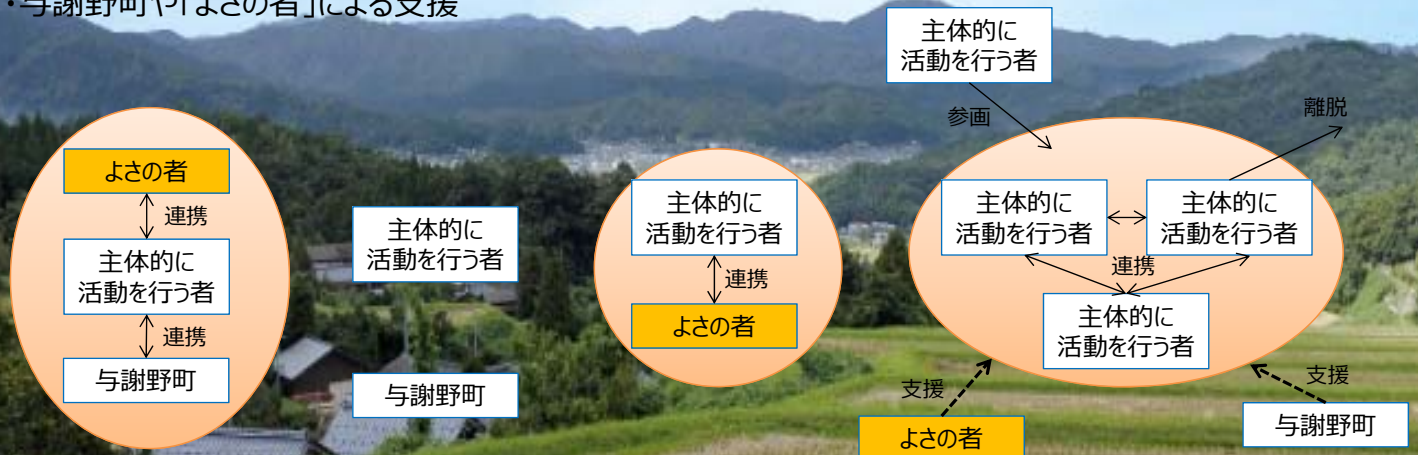 ・与謝野町や「よさの者」による支援
よさの者
連携
主体的に
活動を行う者
連携
与謝野町
主体的に
活動を行う者
与謝野町
主体的に
活動を行う者
連携
よさの者
主体的に
活動を行う者
参画
離脱
主体的に
活動を行う者
主体的に
活動を行う者
連携
主体的に
活動を行う者
支援
よさの者
支援
与謝野町